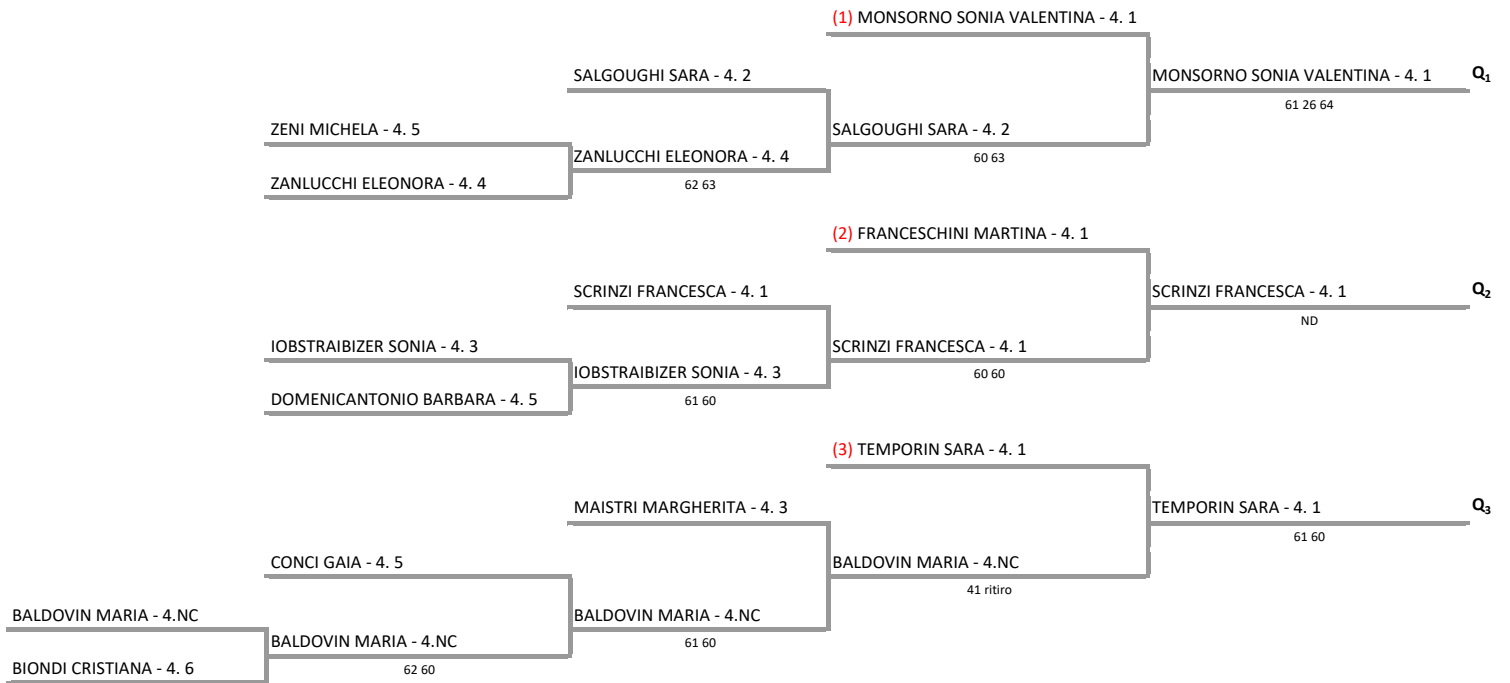 (1) MONSORNO SONIA VALENTINA - 4. 1
SALGOUGHI SARA - 4. 2
MONSORNO SONIA VALENTINA - 4. 1
Q1
61 26 64
ZENI MICHELA - 4. 5
SALGOUGHI SARA - 4. 2
60 63
ZANLUCCHI ELEONORA - 4. 4
62 63
ZANLUCCHI ELEONORA - 4. 4
(2) FRANCESCHINI MARTINA - 4. 1
SCRINZI FRANCESCA - 4. 1
SCRINZI FRANCESCA - 4. 1
Q2
ND
IOBSTRAIBIZER SONIA - 4. 3
SCRINZI FRANCESCA - 4. 1
60 60
IOBSTRAIBIZER SONIA - 4. 3
61 60
DOMENICANTONIO BARBARA - 4. 5
(3) TEMPORIN SARA - 4. 1
MAISTRI MARGHERITA - 4. 3
TEMPORIN SARA - 4. 1
Q3
61 60
CONCI GAIA - 4. 5
BALDOVIN MARIA - 4.NC
41 ritiro
BALDOVIN MARIA - 4.NC
BALDOVIN MARIA - 4.NC
61 60
BALDOVIN MARIA - 4.NC
62 60
BIONDI CRISTIANA - 4. 6